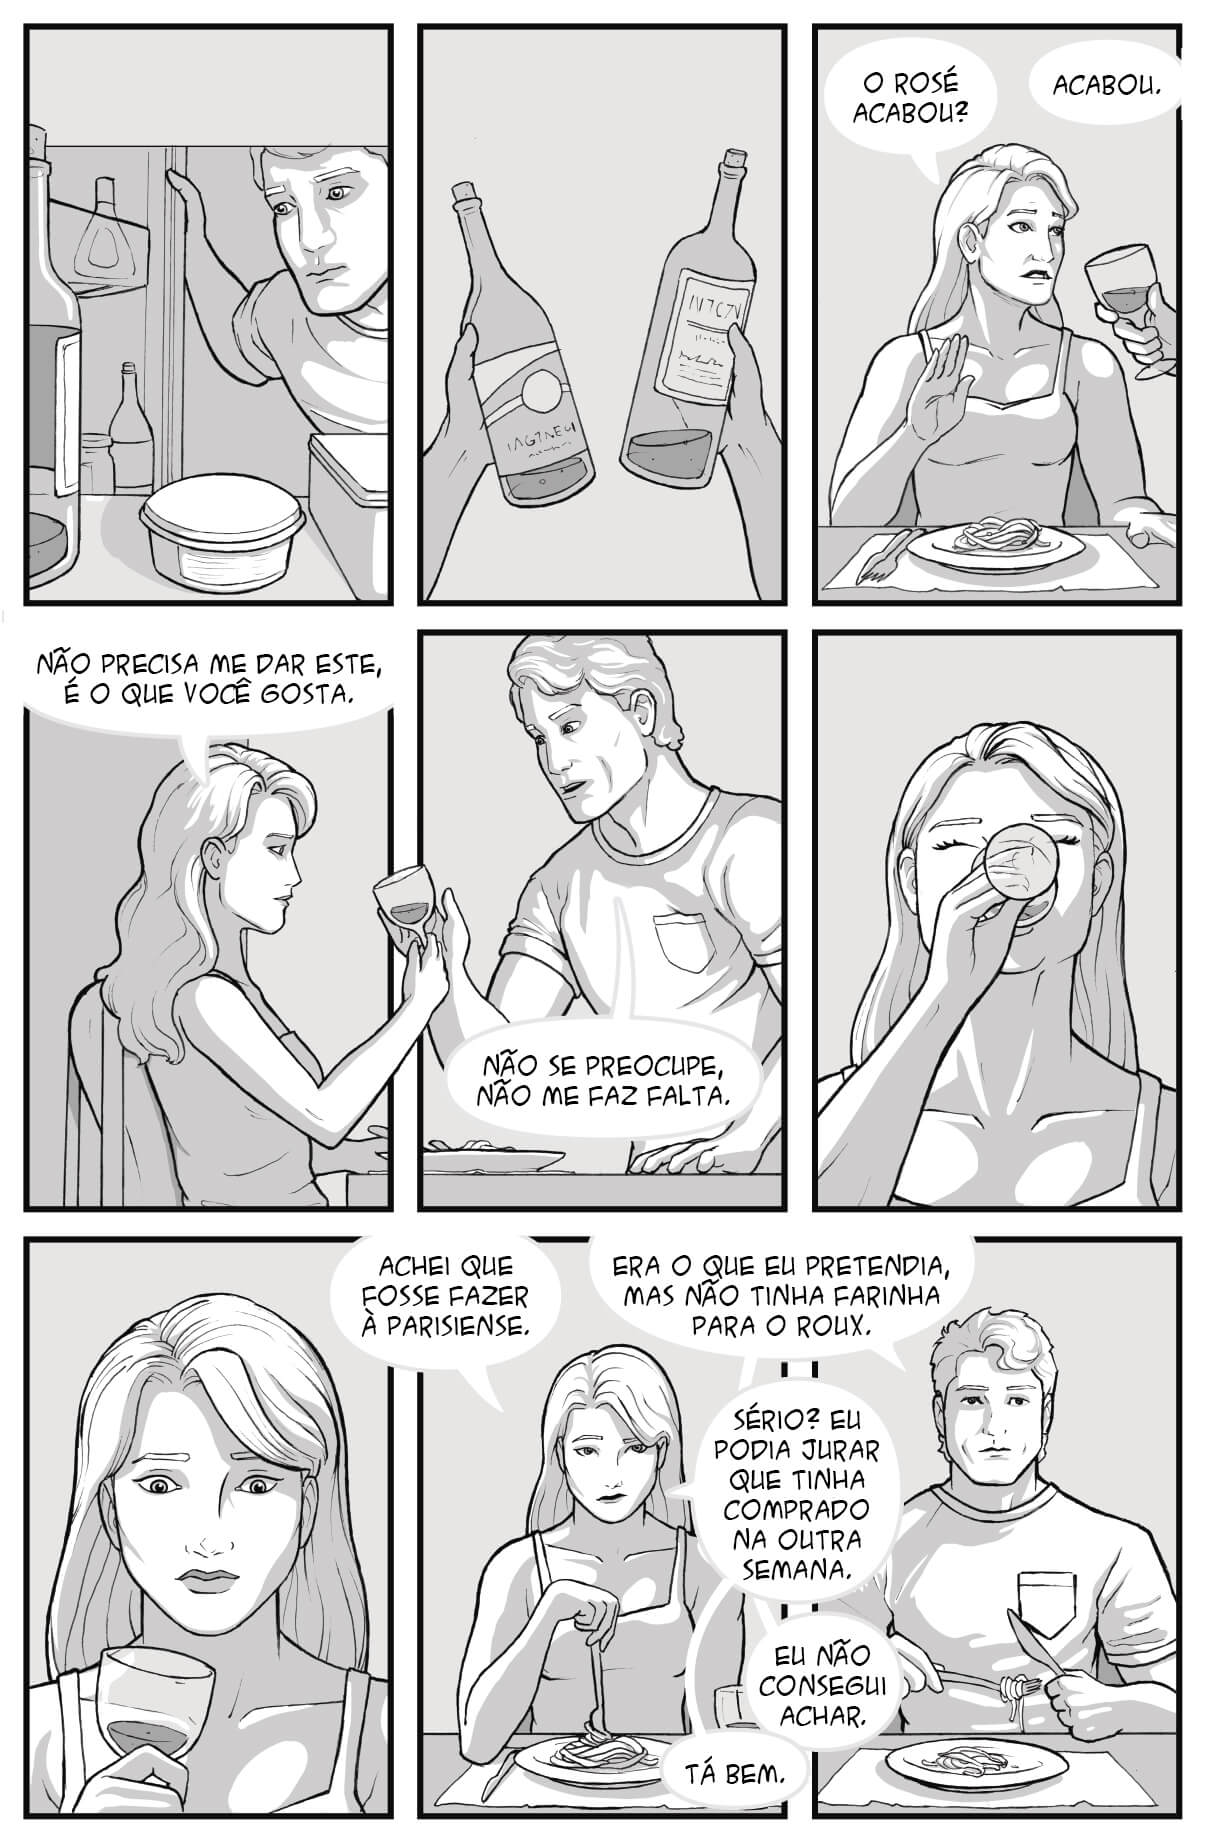 O ROSÉ
ACABOU?
ACABOU.
NÃO PRECISA ME DAR ESTE,
É O QUE VOCÊ GOSTA.
NÃO SE PREOCUPE,
NÃO ME FAZ FALTA.
ACHEI QUE
FOSSE FAZER
À PARISIENSE.
ERA O QUE EU PRETENDIA,
MAS NÃO TINHA FARINHA
PARA O ROUX.
SÉRIO? EU
PODIA JURAR
QUE TINHA
COMPRADO
NA OUTRA
SEMANA.
EU NÃO
CONSEGUI
ACHAR.
TÁ BEM.